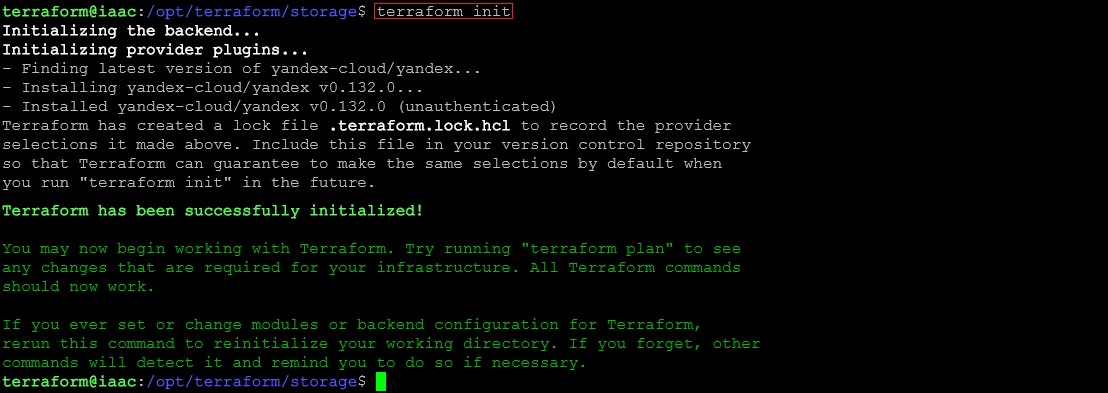 terraform@iaac:/opt/terraform/storage$ terraform init
Initializing the backend...
Initializing provider plugins...
- Finding latest version of yandex-cloud/yandex...
- Installing yandex-cloud/yandex v0.132.0...
- Installed yandex-cloud/yandex v0.132.0 (unauthenticated)
Terraform has created a lock file .terraform.lock.hcl to record the provider
selections it made above. Include this file in your version control repository
so that Terraform can guarantee to make the same selections by default when
you run "terraform init" in the future.
Terraform has been successfully initialized!
You may now begin working with Terraform. Try running "terraform plan" to see
any changes that are required for your infrastructure. All Terraform commands
should now work.
If you ever set or change modules or backend configuration for Terraform,
rerun this command to reinitialize your working directory. If you forget, other
commands will detect it and remind you to do so if necessary.
terraform@iaac:/opt/terraform/storage$